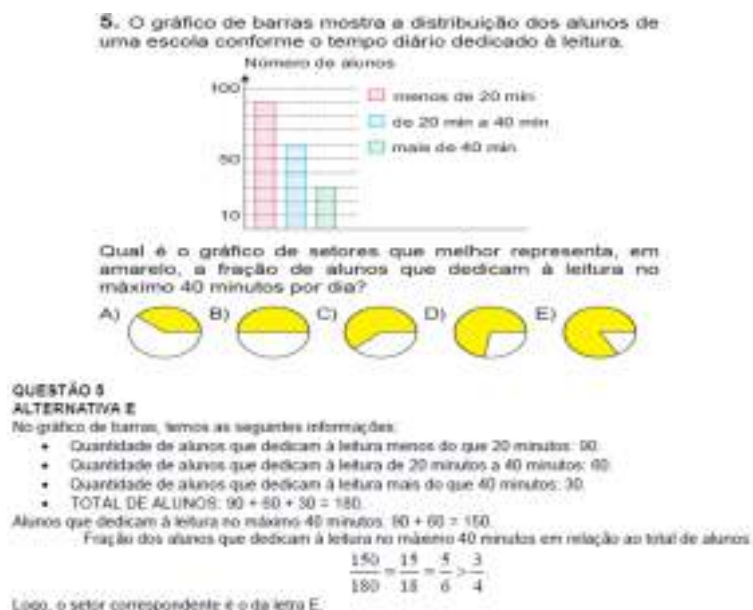 5. O gráfico de barras mostra a distribuição dos alunos de
uma escola conforme o tempo diário dedicado à leitura.
Número de alunos
100
menos de 20 min
de 20 min a 40 min
50
mais de 40 min
10
Qual é o gráfico de setores que melhor representa, em
amarelo, a fração de alunos que dedicam à leitura no
máximo 40 minutos por dia?
A) B) C) D) E)
QUESTÃO 5
ALTERNATIVA E
No gráfico de barras, temos as seguintes informações:
• Quantidade de alunos que dedicam à leitura menos do que 20 minutos: 90.
• Quantidade de alunos que dedicam à leitura de 20 minutos a 40 minutos: 60.
• Quantidade de alunos que dedicam à leitura mais do que 40 minutos: 30.
• TOTAL DE ALUNOS: 90 + 60 + 30 = 180.
Alunos que dedicam à leitura no máximo 40 minutos: 90 + 60 = 150.
Fração dos alunos que dedicam à leitura no máximo 40 minutos em relação ao total de alunos
150/180 = 15/18 = 5/6 > 3/4
Logo, o setor correspondente é o da letra E.